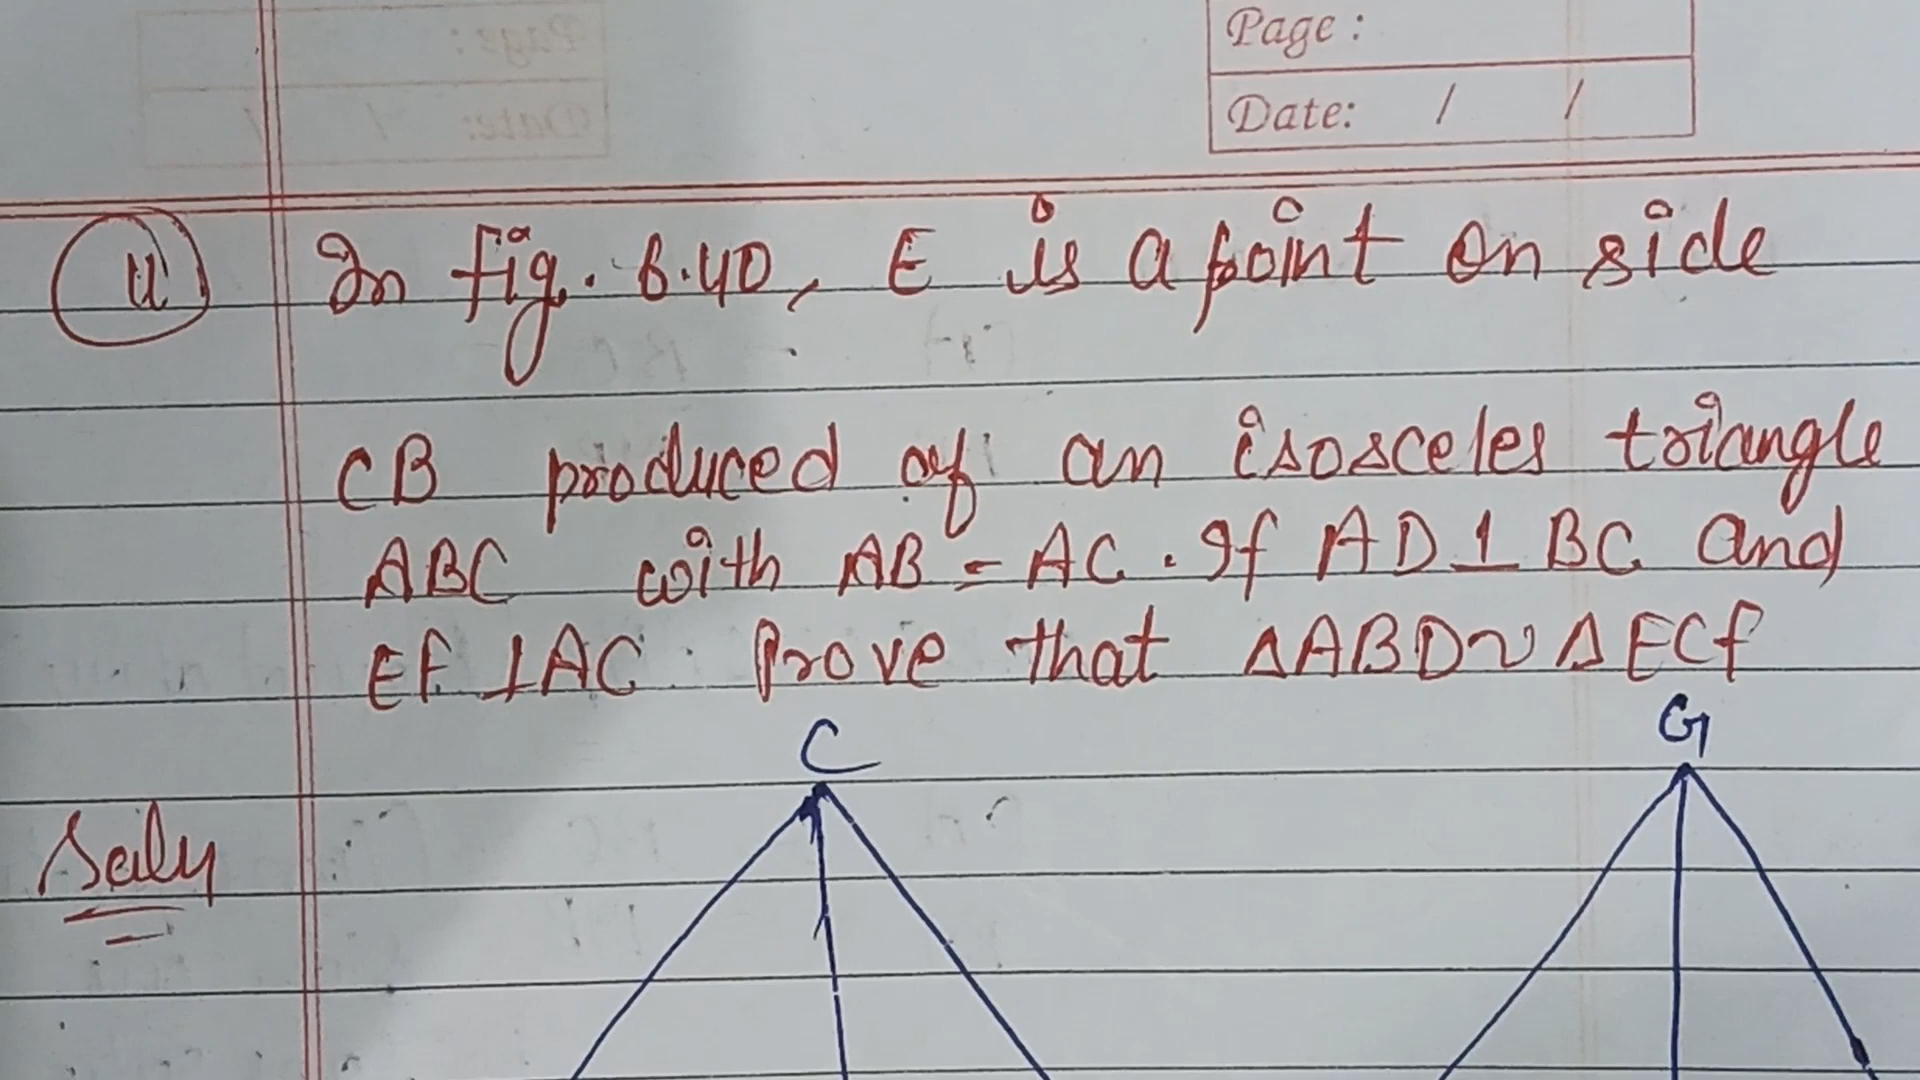 Page :
Date: / /
11 In fig. 6.40, E is a point on side
CB produced of an isosceles triangle
ABC with AB = AC. If AD ⊥ BC and
EF ⊥ AC. Prove that ΔABD ~ ΔECF
C G